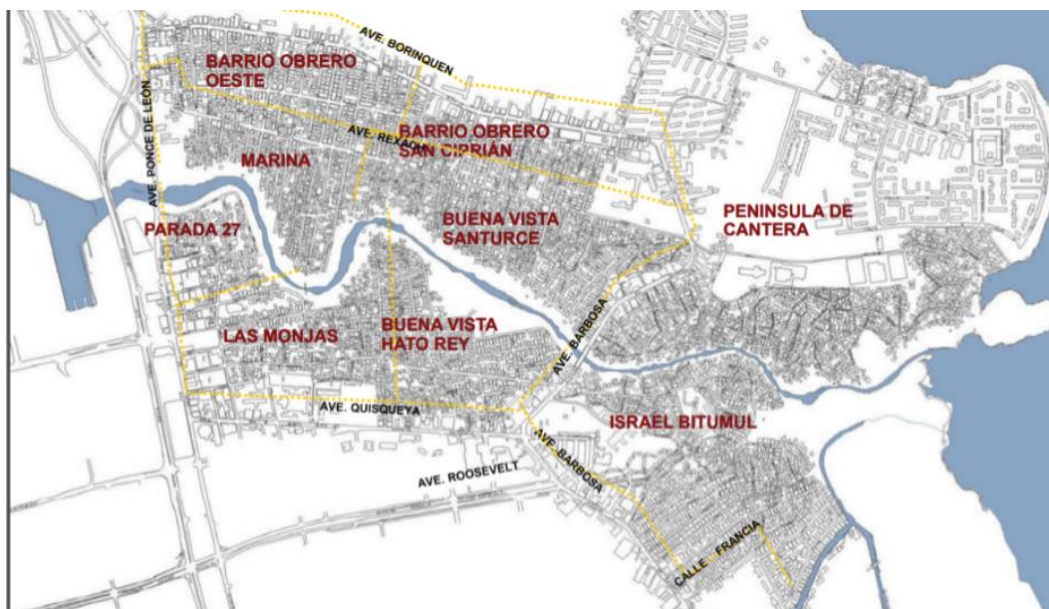 AVE. BORINQUEN
BARRIO OBRERO
OESTE
AVE. PONCE DE LEON
AVE. REXACH
BARRIO OBRERO
SAN CIPRIÁN
MARINA
PARADA 27
BUENA VISTA
SANTURCE
PENINSULA DE
CANTERA
LAS MONJAS
BUENA VISTA
HATO REY
AVE. BARBOSA
AVE. QUISQUEYA
ISRAEL BITUMUL
AVE. BARBOSA
AVE. ROOSEVELT
CALLE FRANCIA